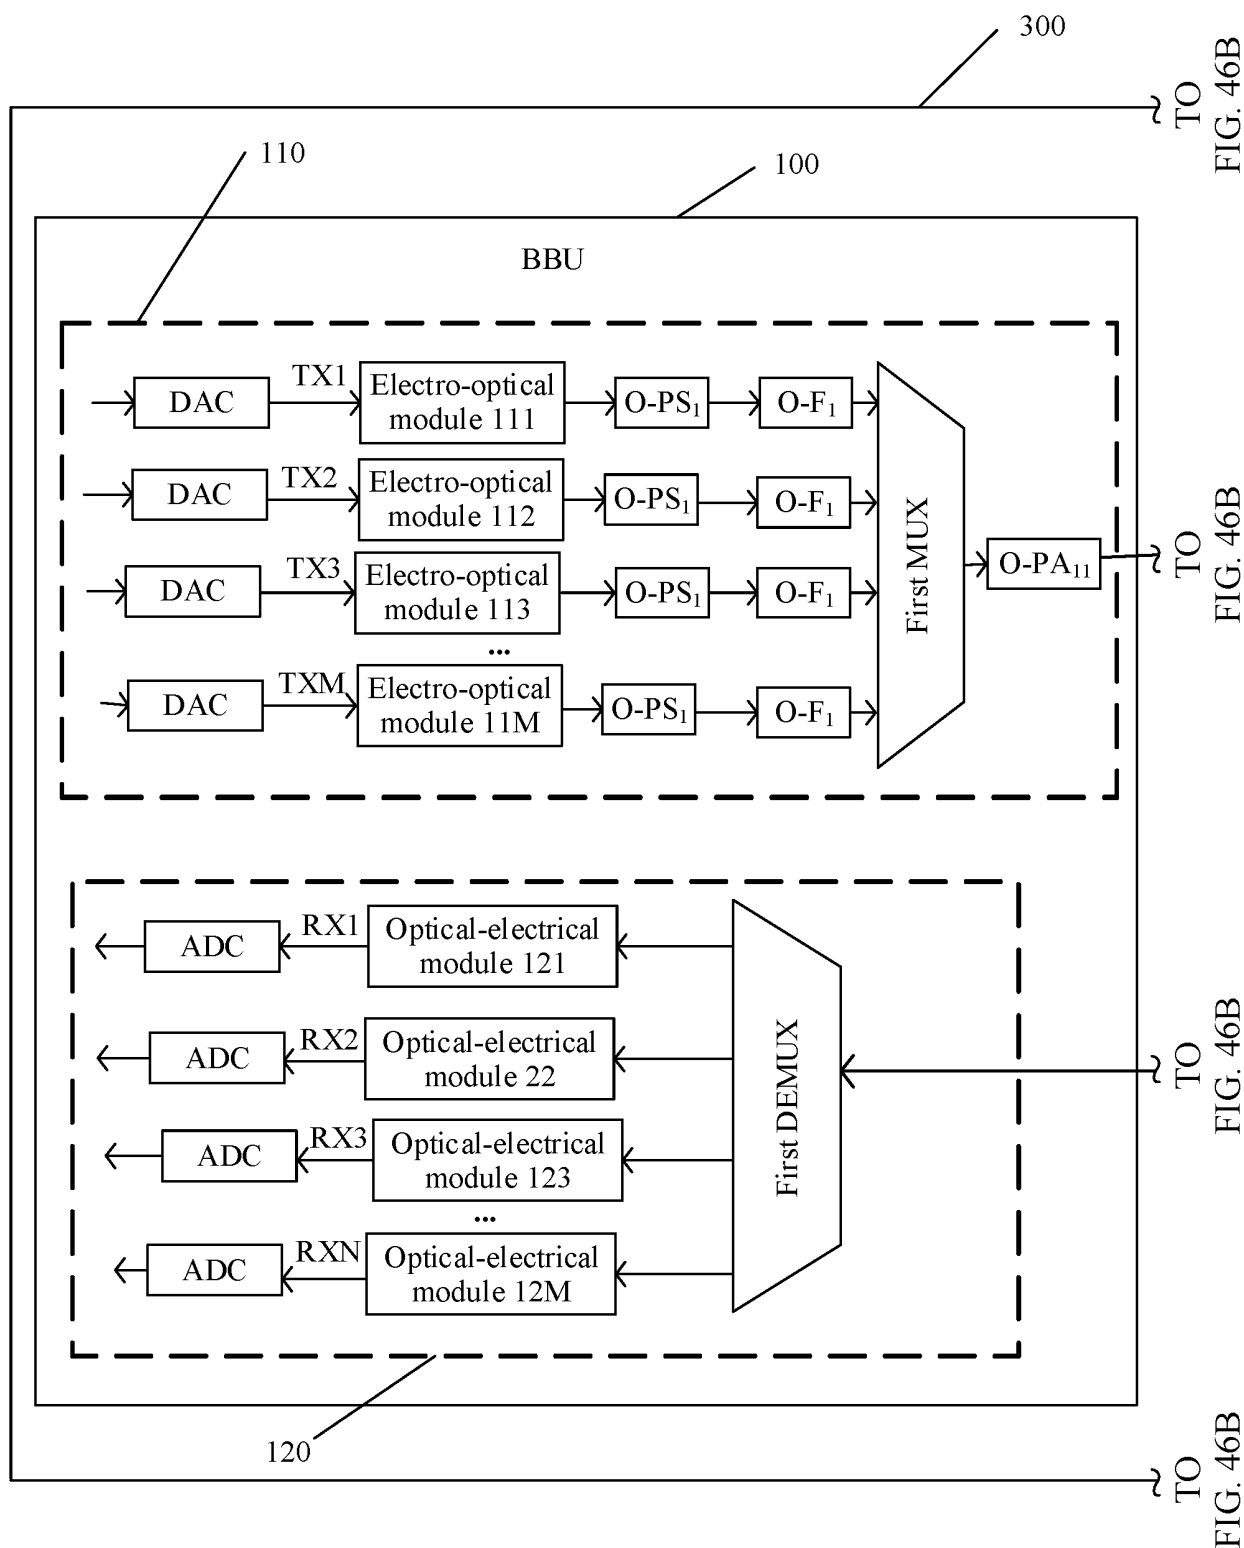 300
TO
FIG. 46B
110
100
BBU
DAC
TX1
Electro-optical
module 111
O-PS1
O-F1
DAC
TX2
Electro-optical
module 112
O-PS1
O-F1
DAC
TX3
Electro-optical
module 113
O-PS1
O-F1
...
DAC
TXM
Electro-optical
module 11M
O-PS1
O-F1
First MUX
O-PA11
TO
FIG. 46B
ADC
RX1
Optical-electrical
module 121
ADC
RX2
Optical-electrical
module 22
ADC
RX3
Optical-electrical
module 123
...
ADC
RXN
Optical-electrical
module 12M
First DEMUX
TO
FIG. 46B
120
TO
FIG. 46B